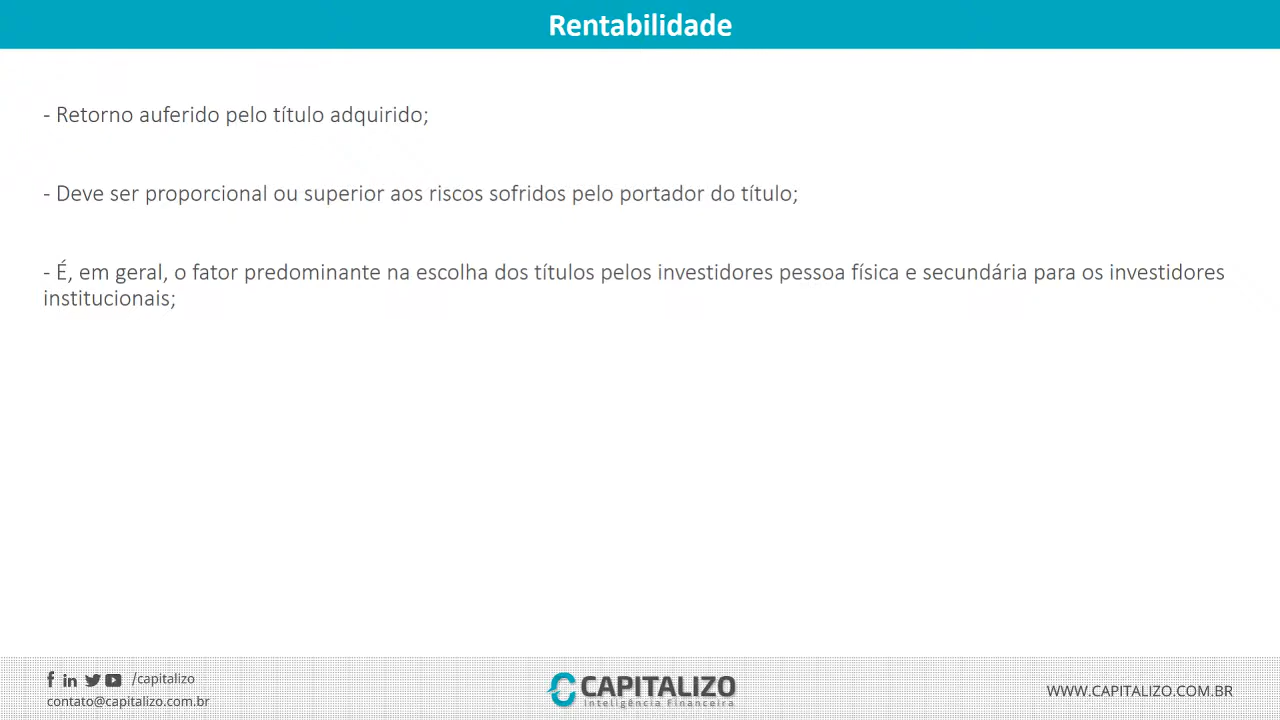 Rentabilidade
- Retorno auferido pelo título adquirido;
- Deve ser proporcional ou superior aos riscos sofridos pelo portador do título;
- É, em geral, o fator predominante na escolha dos títulos pelos investidores pessoa física e secundária para os investidores
institucionais;
/capitalizo
contato@capitalizo.com.br
CAPITALIZO
Inteligência Financeira
WWW.CAPITALIZO.COM.BR